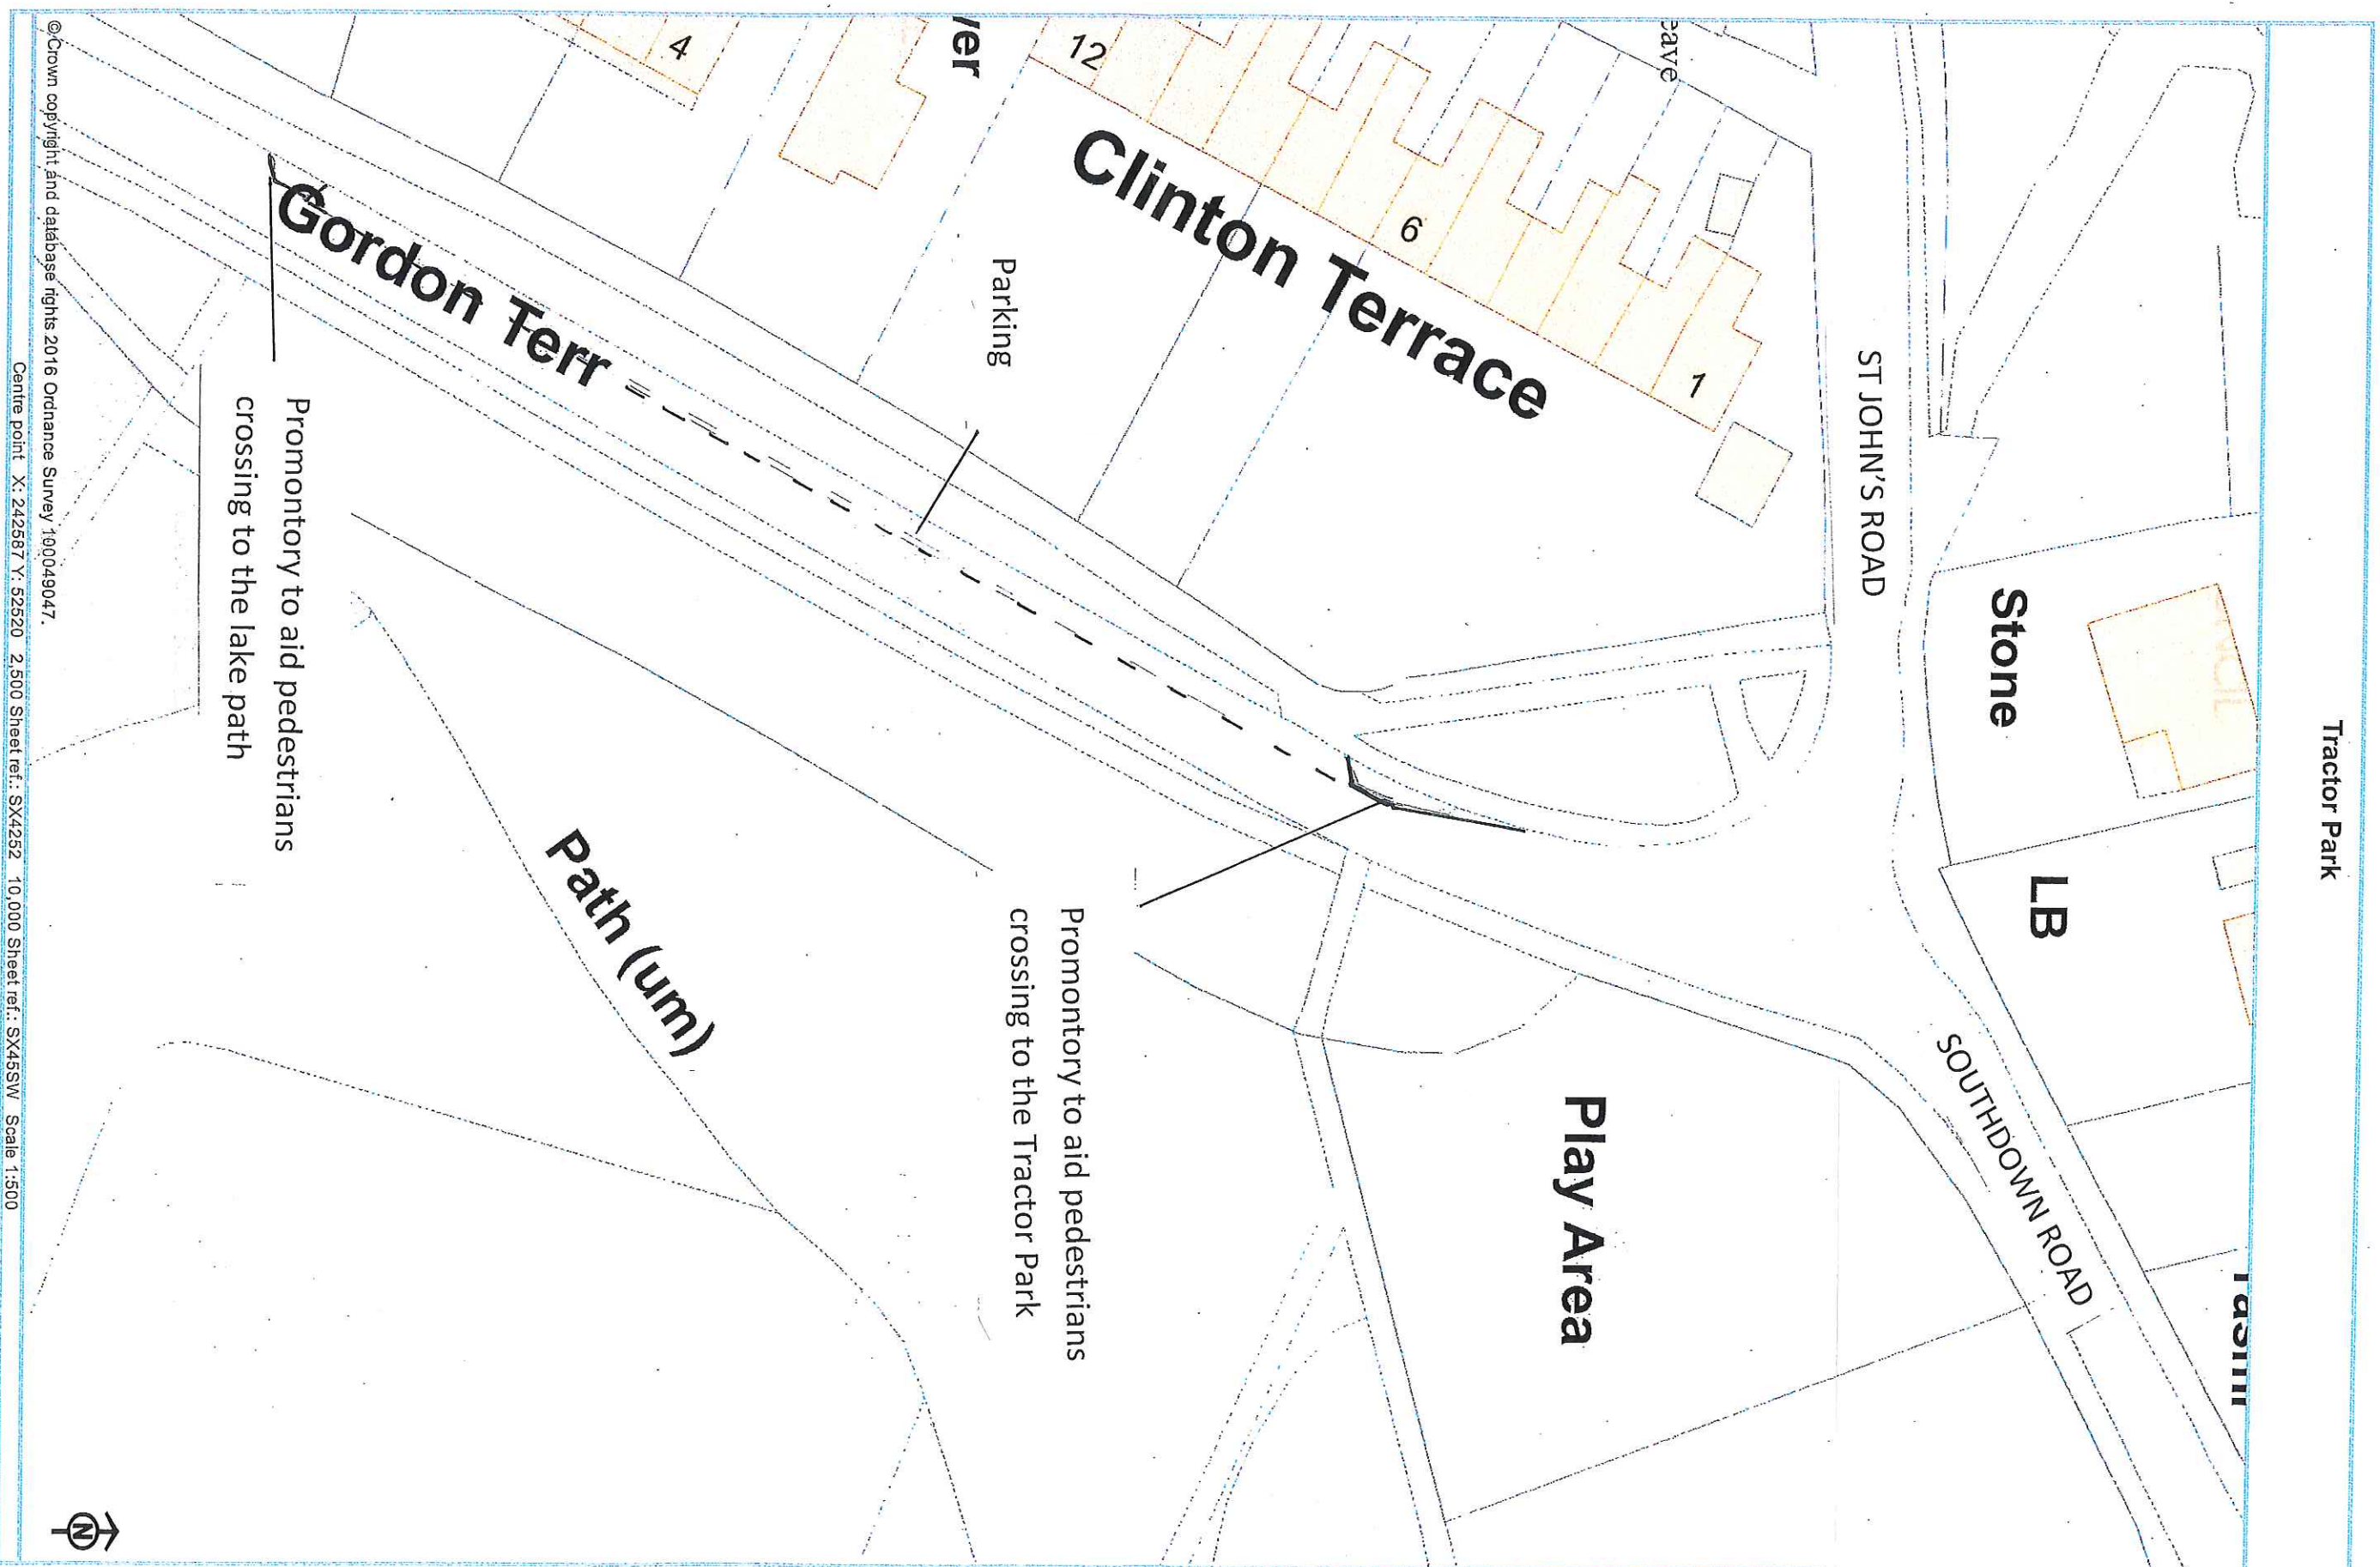 Tractor Park
Stone
LB
ST JOHN'S ROAD
SOUTHDOWN ROAD
eave
1
6
12
Clinton Terrace
Play Area
ver
Parking
Promontory to aid pedestrians
crossing to the Tractor Park
4
Gordon Terr
Path (um)
Promontory to aid pedestrians
crossing to the lake path
© Crown copyright and database rights 2016 Ordnance Survey 100049047.
Centre point X: 242587 Y: 52520 2,500 Sheet ref.: SX4252 10,000 Sheet ref.: SX45SW Scale 1:500
N